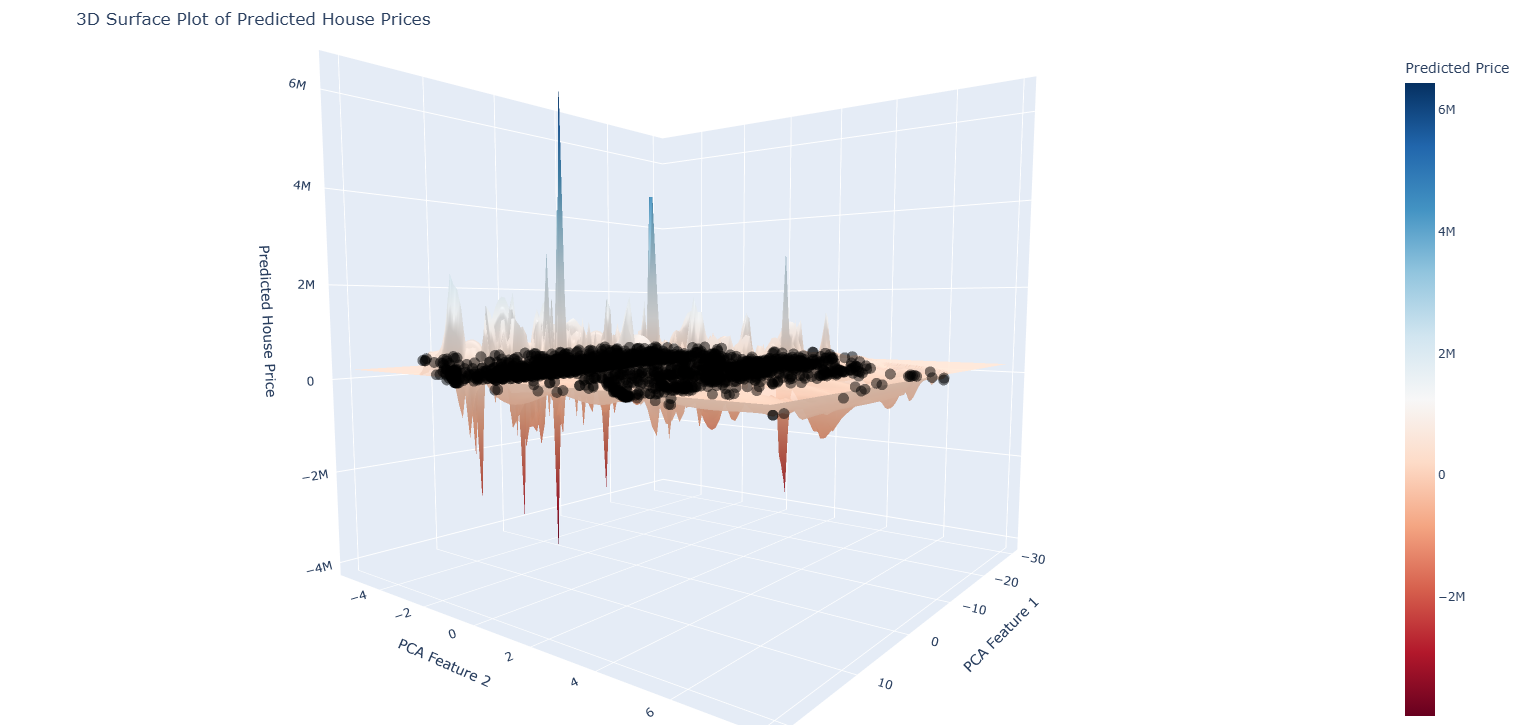 3D Surface Plot of Predicted House Prices
Predicted Price
6M
4M
2M
0
−2M
6M
4M
2M
0
−2M
−4M
Predicted House Price
−4
−2
0
2
4
6
PCA Feature 2
−30
−20
−10
0
10
PCA Feature 1